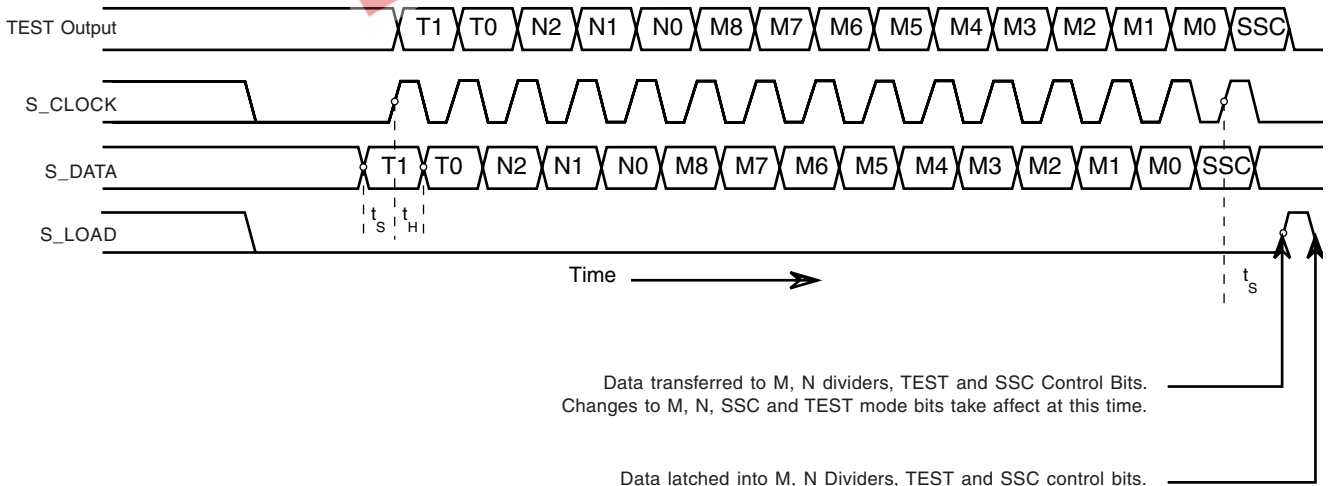 TEST Output T1 T0 N2 N1 N0 M8 M7 M6 M5 M4 M3 M2 M1 M0 SSC
S_CLOCK
S_DATA T1 T0 N2 N1 N0 M8 M7 M6 M5 M4 M3 M2 M1 M0 SSC
t_S t_H
S_LOAD
Time
t_S
Data transferred to M, N dividers, TEST and SSC Control Bits.
Changes to M, N, SSC and TEST mode bits take affect at this time.
Data latched into M, N Dividers, TEST and SSC control bits.